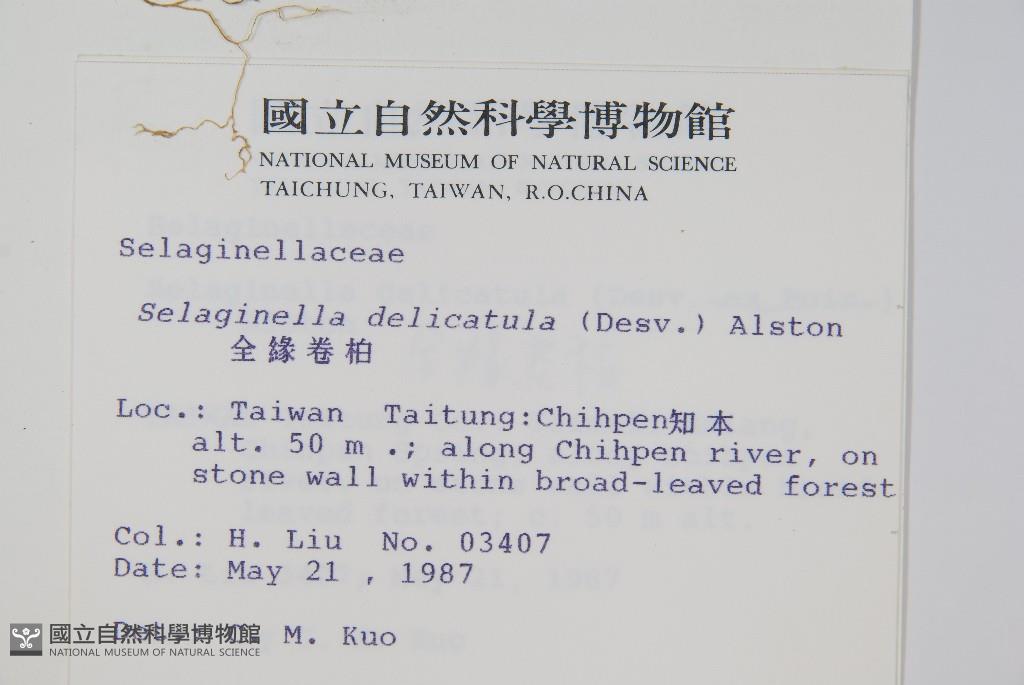 國立自然科學博物館
NATIONAL MUSEUM OF NATURAL SCIENCE
TAICHUNG, TAIWAN, R.O.CHINA
Selaginellaceae
Selaginella delicatula (Desv.) Alston
全緣卷柏
Loc.: Taiwan Taitung:Chihpen知本
alt. 50 m .; along Chihpen river, on
stone wall within broad-leaved forest
Col.: H. Liu No. 03407
Date: May 21 , 1987
M. Kuo
國立自然科學博物館
NATIONAL MUSEUM OF NATURAL SCIENCE